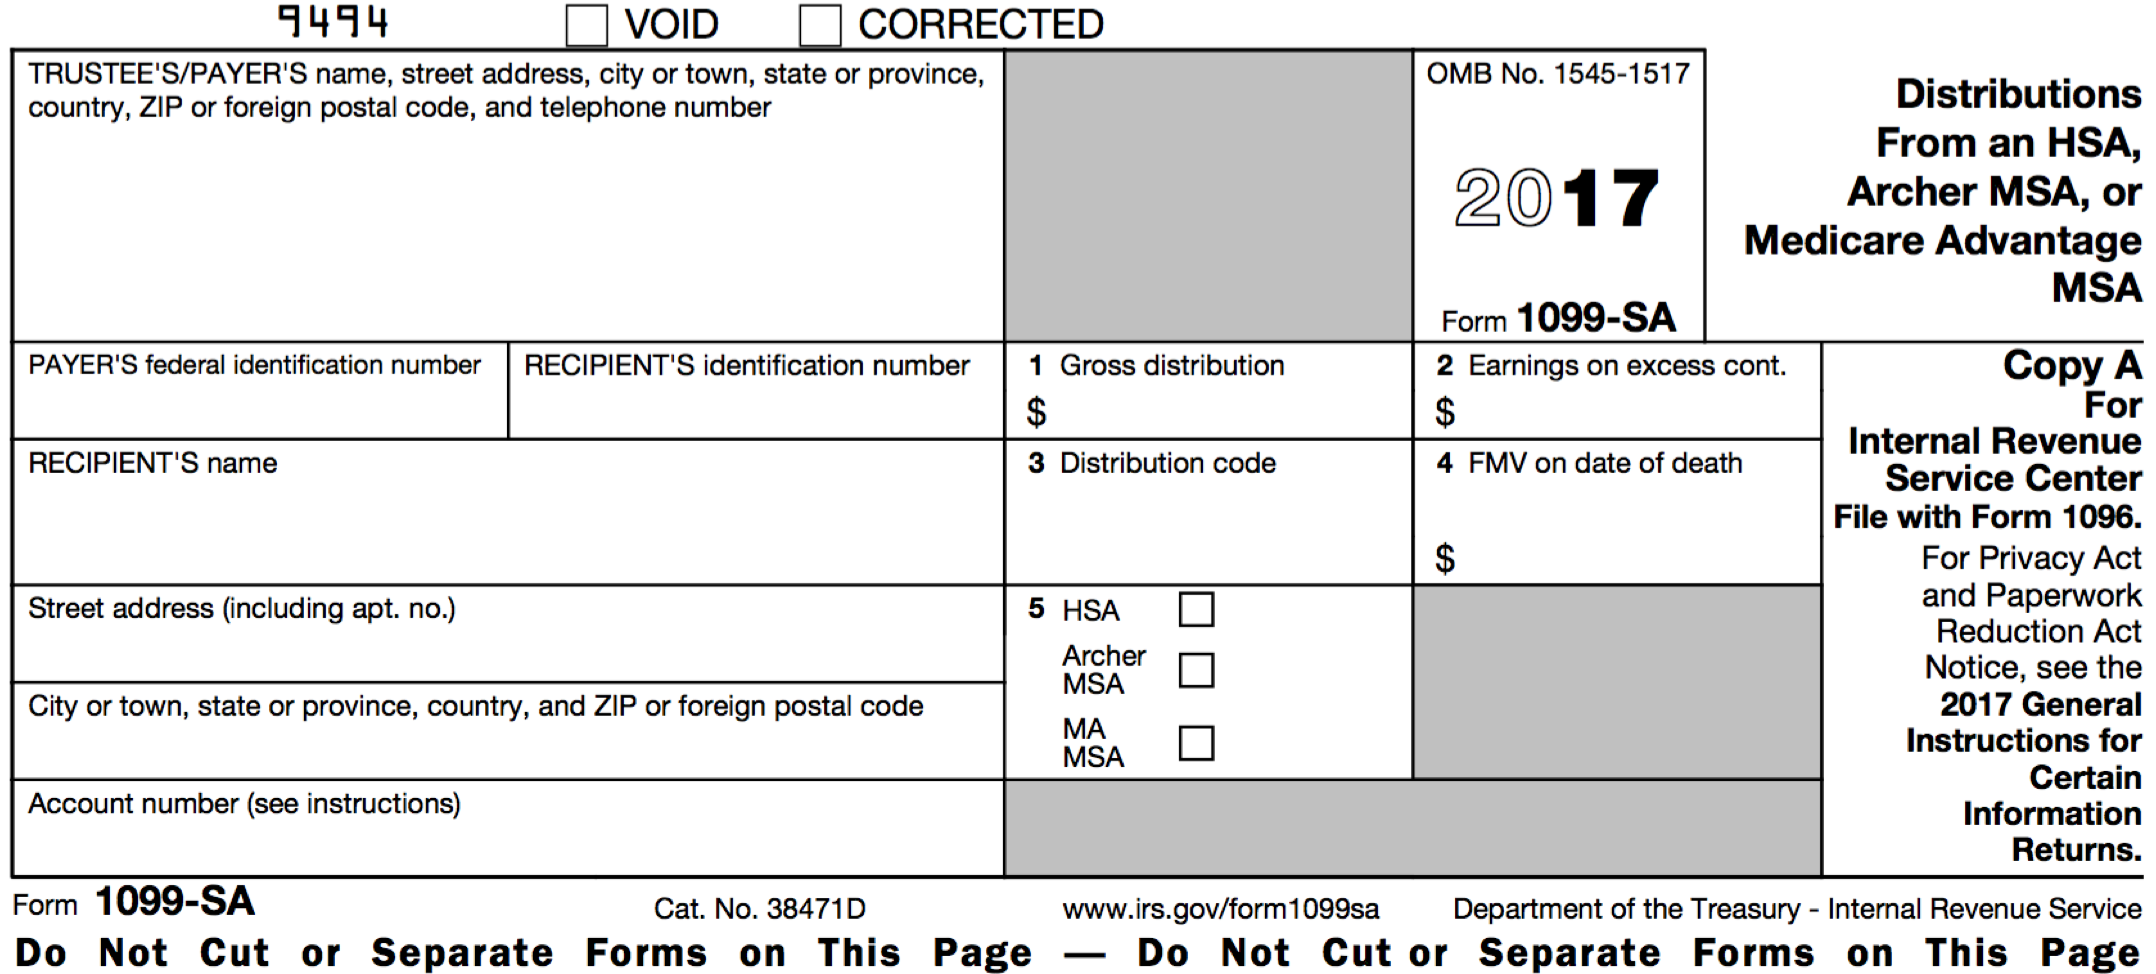 9494 VOID CORRECTED
TRUSTEE'S/PAYER'S name, street address, city or town, state or province,
country, ZIP or foreign postal code, and telephone number
OMB No. 1545-1517
2017
Form 1099-SA
Distributions
From an HSA,
Archer MSA, or
Medicare Advantage
MSA
PAYER'S federal identification number
RECIPIENT'S identification number
1 Gross distribution
$
2 Earnings on excess cont.
$
RECIPIENT'S name
3 Distribution code
4 FMV on date of death
$
Street address (including apt. no.)
5 HSA
Archer
MSA
MA
MSA
City or town, state or province, country, and ZIP or foreign postal code
Account number (see instructions)
Copy A
For
Internal Revenue
Service Center
File with Form 1096.
For Privacy Act
and Paperwork
Reduction Act
Notice, see the
2017 General
Instructions for
Certain
Information
Returns.
Form 1099-SA Cat. No. 38471D www.irs.gov/form1099sa Department of the Treasury - Internal Revenue Service
Do Not Cut or Separate Forms on This Page — Do Not Cut or Separate Forms on This Page